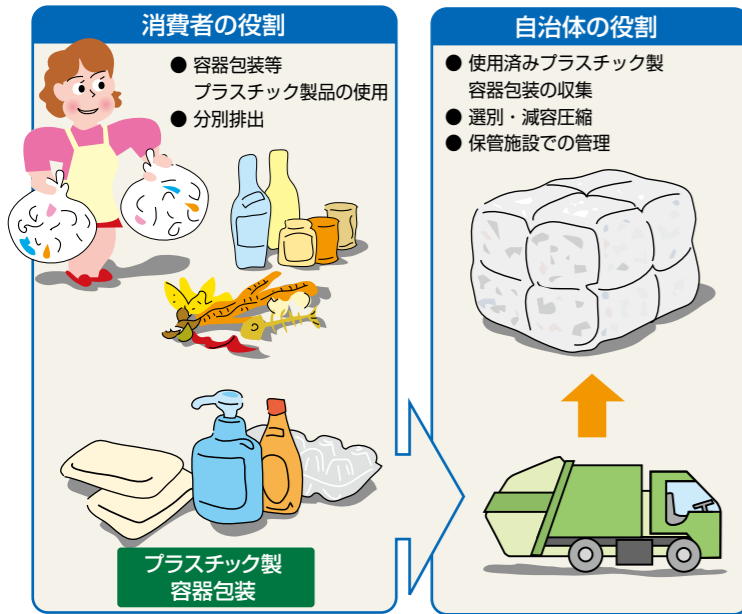 消費者の役割
● 容器包装等
プラスチック製品の使用
● 分別排出
プラスチック製
容器包装
自治体の役割
● 使用済みプラスチック製
容器包装の収集
● 選別・減容圧縮
● 保管施設での管理